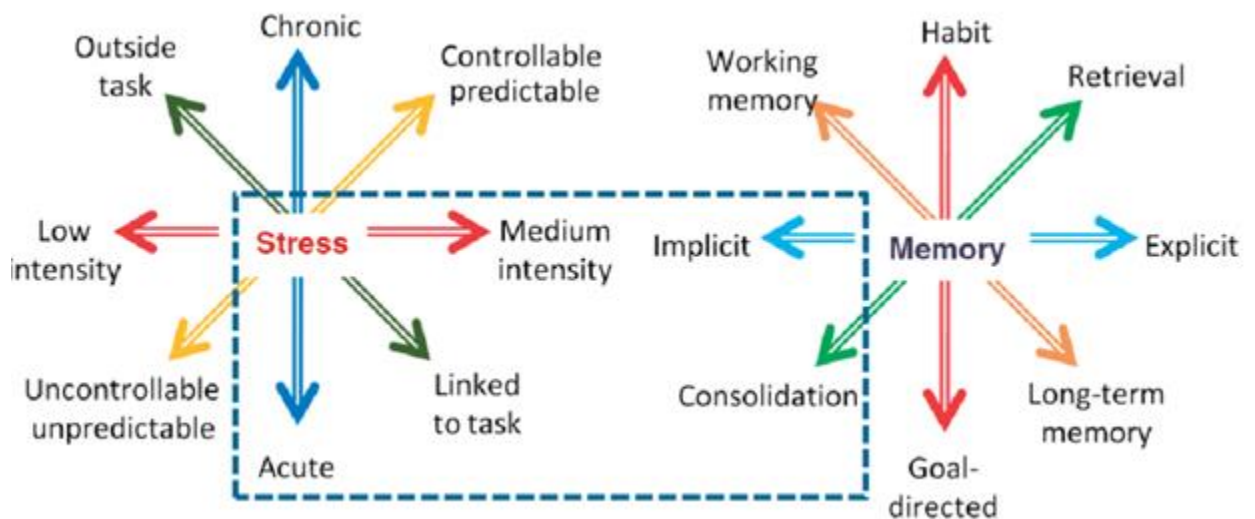 Outside
task
Chronic
Controllable
predictable
Low
intensity
Stress
Medium
intensity
Uncontrollable
unpredictable
Acute
Linked
to task
Working
memory
Habit
Retrieval
Implicit
Memory
Explicit
Consolidation
Goal-
directed
Long-term
memory